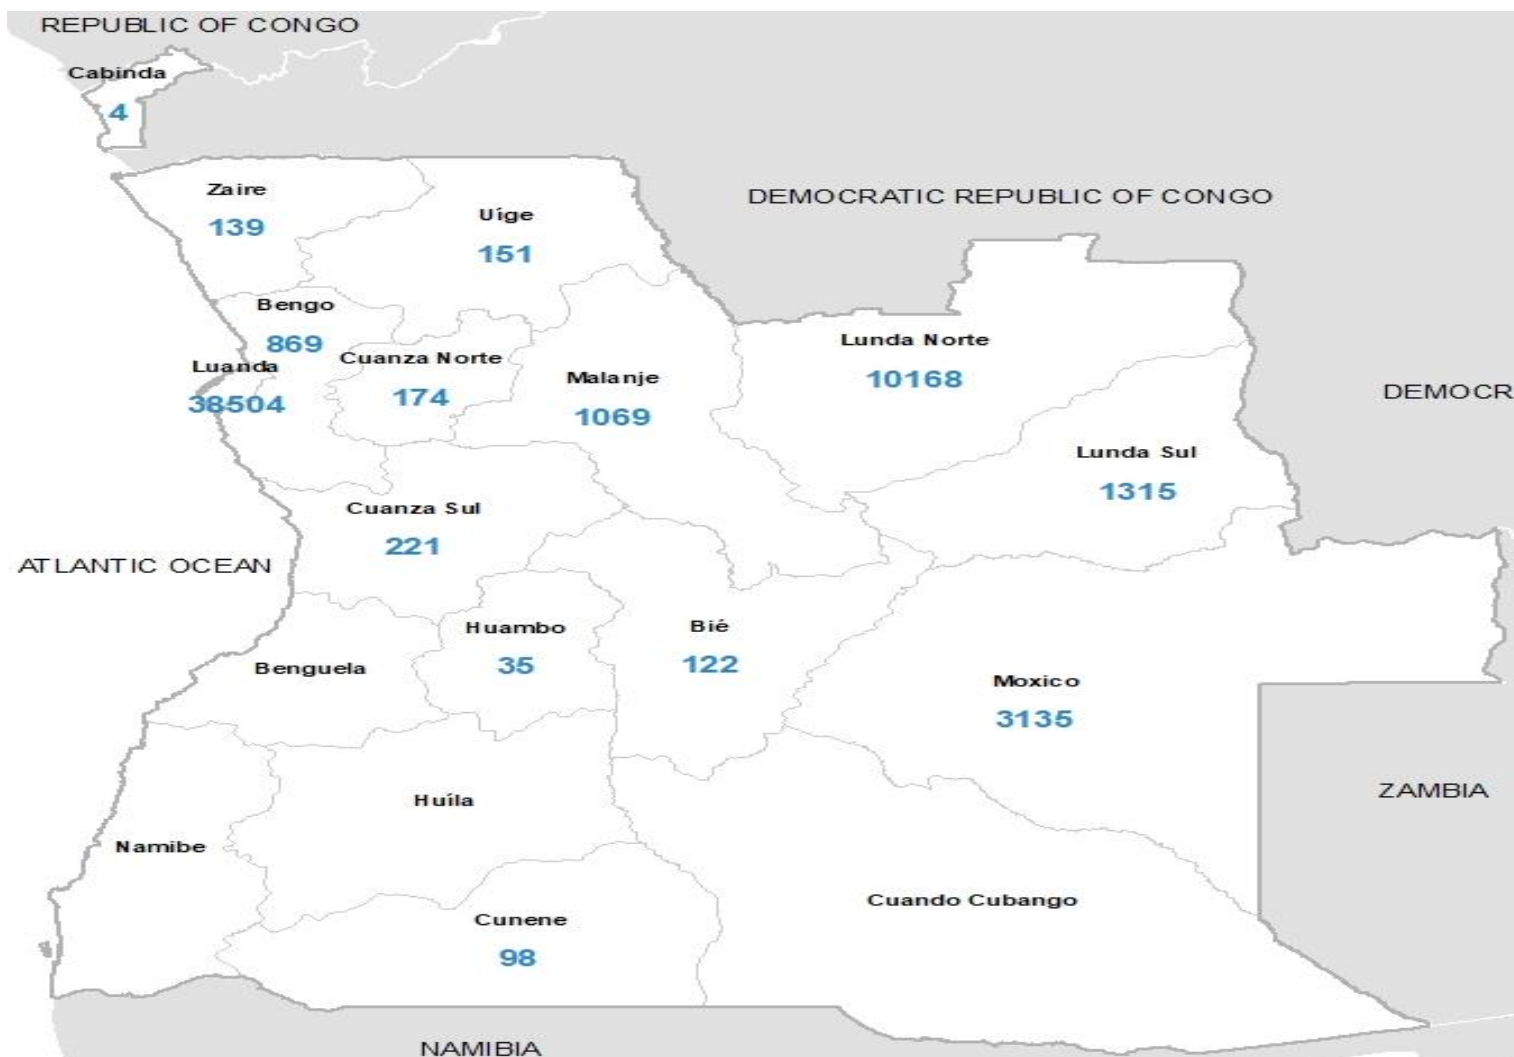 REPUBLIC OF CONGO
Cabinda
4
Zaire
139
Uíge
151
DEMOCRATIC REPUBLIC OF CONGO
Bengo
869
Luanda
38504
Cuanza Norte
174
Malanje
1069
Lunda Norte
10168
DEMOCR
Lunda Sul
1315
Cuanza Sul
221
ATLANTIC OCEAN
Huambo
35
Bié
122
Benguela
Moxico
3135
ZAMBIA
Huíla
Namibe
Cuando Cubango
Cunene
98
NAMIBIA